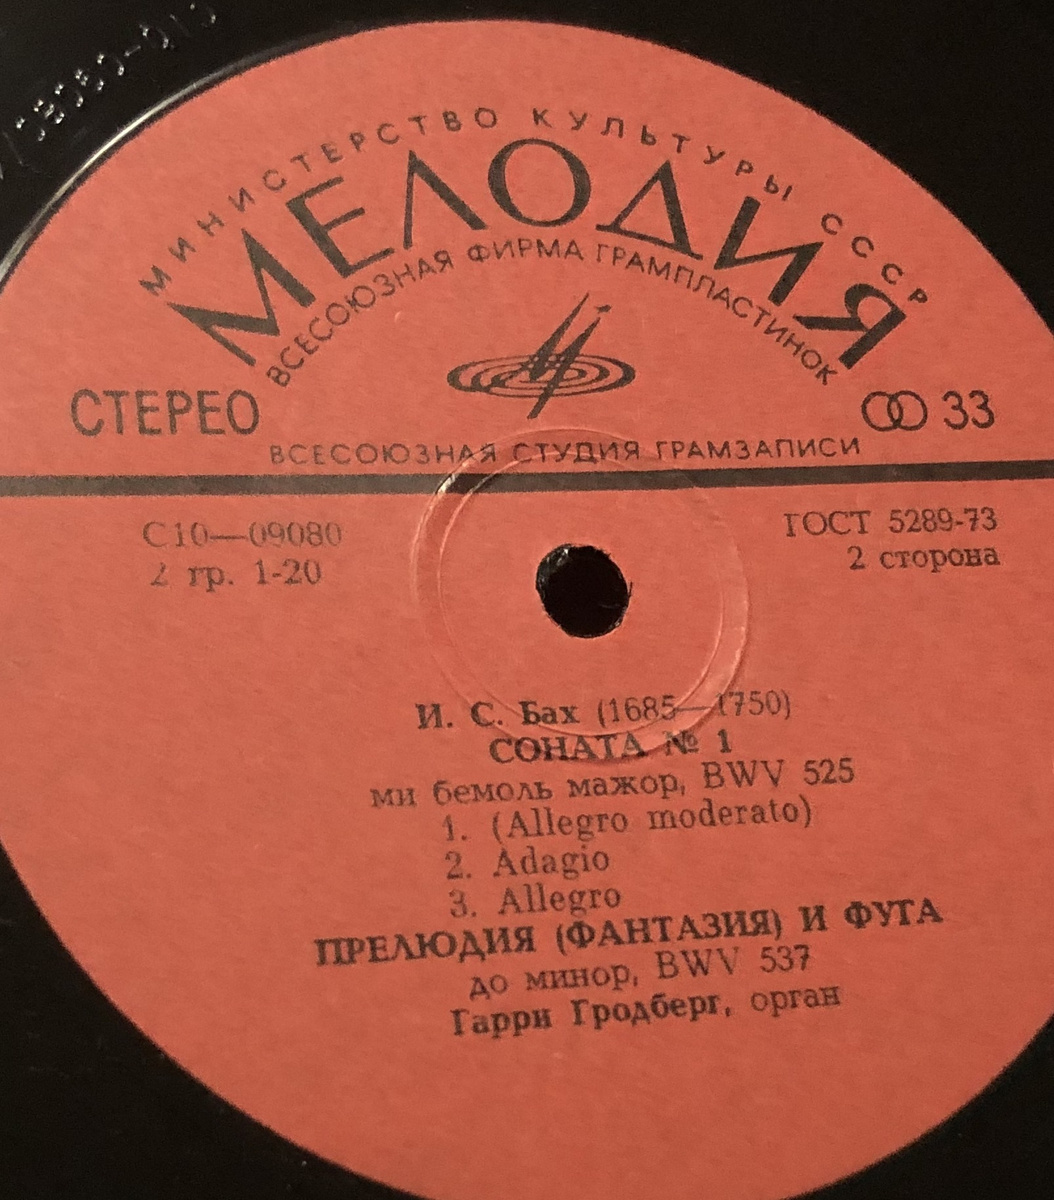 МИНИСТЕРСТВО КУЛЬТУРЫ СССР
МЕЛОДИЯ
ВСЕСОЮЗНАЯ ФИРМА ГРАМПЛАСТИНОК
СТЕРЕО
33
ВСЕСОЮЗНАЯ СТУДИЯ ГРАМЗАПИСИ
С10—09080
ГОСТ 5289-73
2 гр. 1-20
2 сторона
И. С. Бах (1685—1750)
СОНАТА № 1
ми бемоль мажор, BWV 525
1. (Allegro moderato)
2. Adagio
3. Allegro
ПРЕЛЮДИЯ (ФАНТАЗИЯ) И ФУГА
до минор, BWV 537
Гарри Гродберг, орган